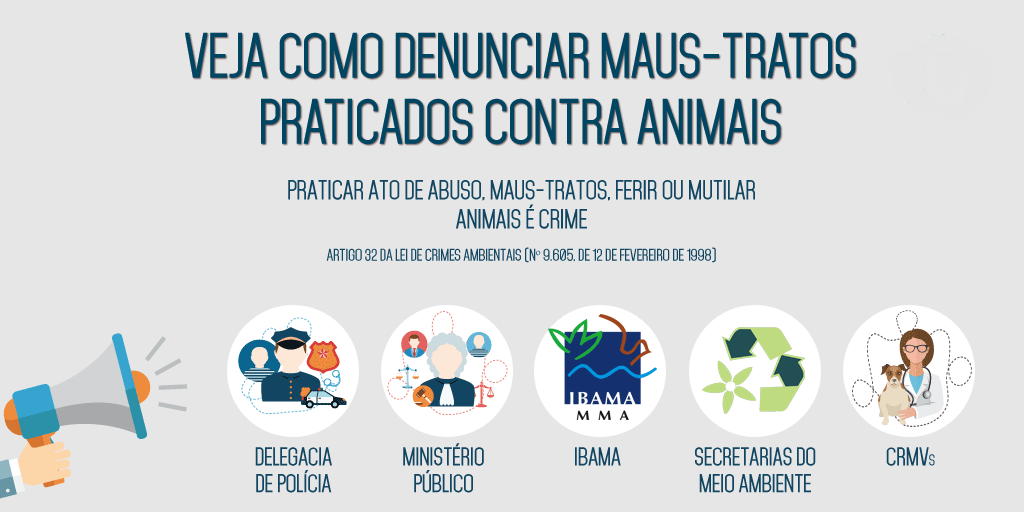 VEJA COMO DENUNCIAR MAUS-TRATOS
PRATICADOS CONTRA ANIMAIS
PRATICAR ATO DE ABUSO, MAUS-TRATOS, FERIR OU MUTILAR
ANIMAIS É CRIME
ARTIGO 32 DA LEI DE CRIMES AMBIENTAIS (Nº 9.605, DE 12 DE FEVEREIRO DE 1998)
IBAMA
M M A
DELEGACIA
DE POLÍCIA
MINISTÉRIO
PÚBLICO
IBAMA
SECRETARIAS DO
MEIO AMBIENTE
CRMVs